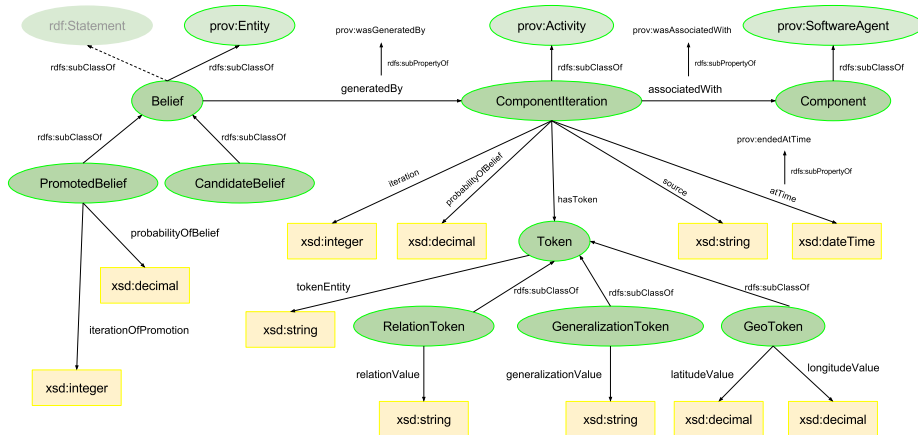 rdf:Statement
prov:Entity
prov:wasGeneratedBy
prov:Activity
prov:wasAssociatedWith
prov:SoftwareAgent
rdfs:subClassOf
rdfs:subClassOf
rdfs:subPropertyOf
rdfs:subClassOf
rdfs:subPropertyOf
rdfs:subClassOf
Belief
generatedBy
ComponentIteration
associatedWith
Component
rdfs:subClassOf
rdfs:subClassOf
prov:endedAtTime
PromotedBelief
CandidateBelief
iteration
probabilityOfBelief
hasToken
source
atTime
rdfs:subPropertyOf
probabilityOfBelief
xsd:integer
xsd:decimal
Token
xsd:string
xsd:dateTime
xsd:decimal
tokenEntity
rdfs:subClassOf
rdfs:subClassOf
rdfs:subClassOf
iterationOfPromotion
xsd:string
RelationToken
GeneralizationToken
GeoToken
relationValue
generalizationValue
latitudeValue
longitudeValue
xsd:integer
xsd:string
xsd:string
xsd:decimal
xsd:decimal